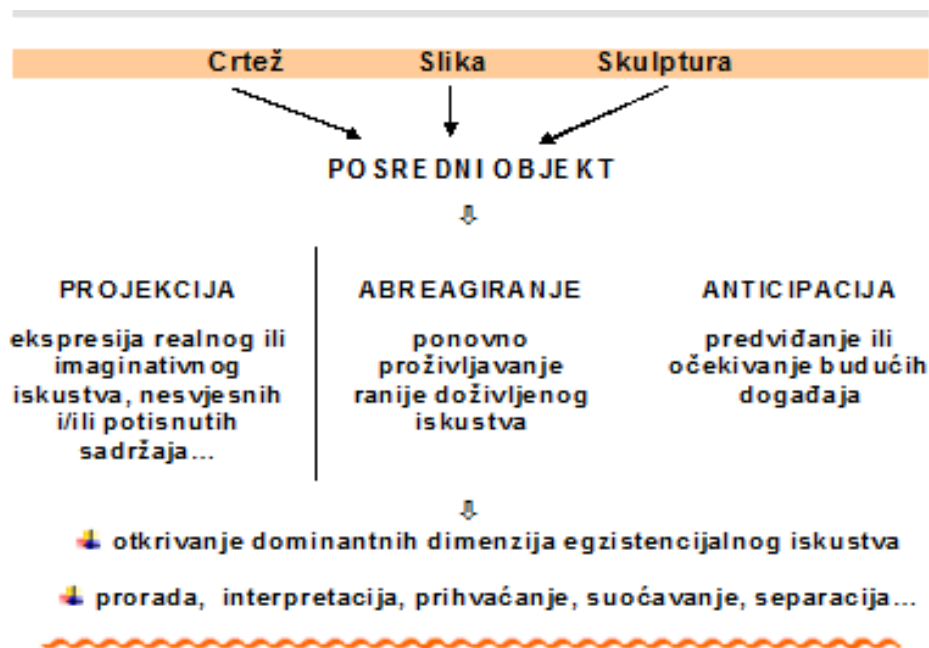 Crtež Slika Skulptura
POSREDNI OBJEKT
PROJEKCIJA
ekspresija realnog ili
imaginativnog
iskustva, nesvjesnih
i/ili potisnutih
sadržaja...
ABREAGIRANJE
ponovno
proživljavanje
ranije doživljenog
iskustva
ANTICIPACIJA
predviđanje ili
očekivanje budućih
događaja
otkrivanje dominantnih dimenzija egzistencijalnog iskustva
prorada, interpretacija, prihvaćanje, suoćavanje, separacija...